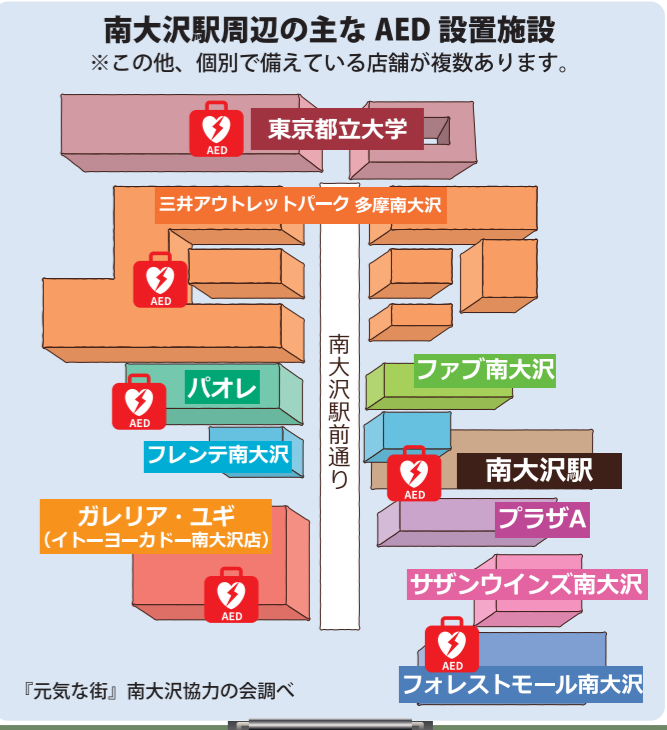 南大沢駅周辺の主な AED 設置施設
※この他、個別で備えている店舗が複数あります。
AED
東京都立大学
三井アウトレットパーク 多摩南大沢
AED
南大沢駅前通り
ファブ南大沢
パオレ
AED
フレンテ南大沢
南大沢駅
AED
ガレリア・ユギ
（イトーヨーカドー南大沢店）
プラザA
AED
サザンウインズ南大沢
AED
フォレストモール南大沢
『元気な街』南大沢協力の会調べ